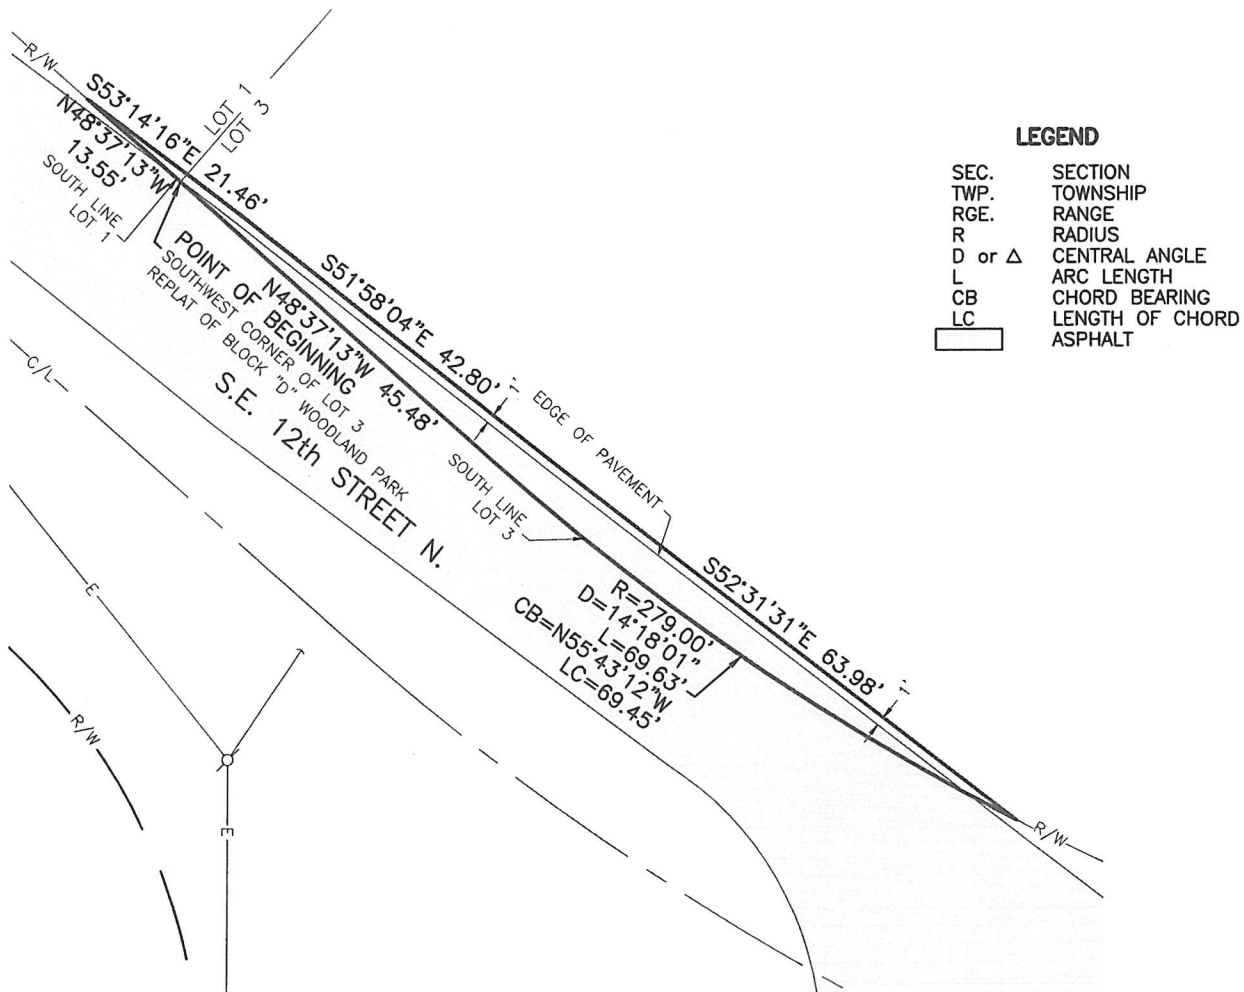 R/W
S53°14'16"E 21.46'
N48°37'13"W
13.55'
LOT 1
LOT 3
SOUTH LINE
LOT 1
POINT OF
BEGINNING
SOUTHWEST CORNER OF LOT 3
REPLAT OF BLOCK "D" WOODLAND PARK
S51°58'04"E 42.80'
N48°37'13"W 45.48'
1'
EDGE OF PAVEMENT
SOUTH LINE
LOT 3
S.E. 12th STREET N.
C/L
S52°31'31"E 63.98'
1'
R=279.00'
D=14°18'01"
L=69.63'
CB=N55°43'12"W
LC=69.45'
R/W
E
E
R/W
LEGEND
SEC. SECTION
TWP. TOWNSHIP
RGE. RANGE
R RADIUS
D or Δ CENTRAL ANGLE
L ARC LENGTH
CB CHORD BEARING
LC LENGTH OF CHORD
ASPHALT